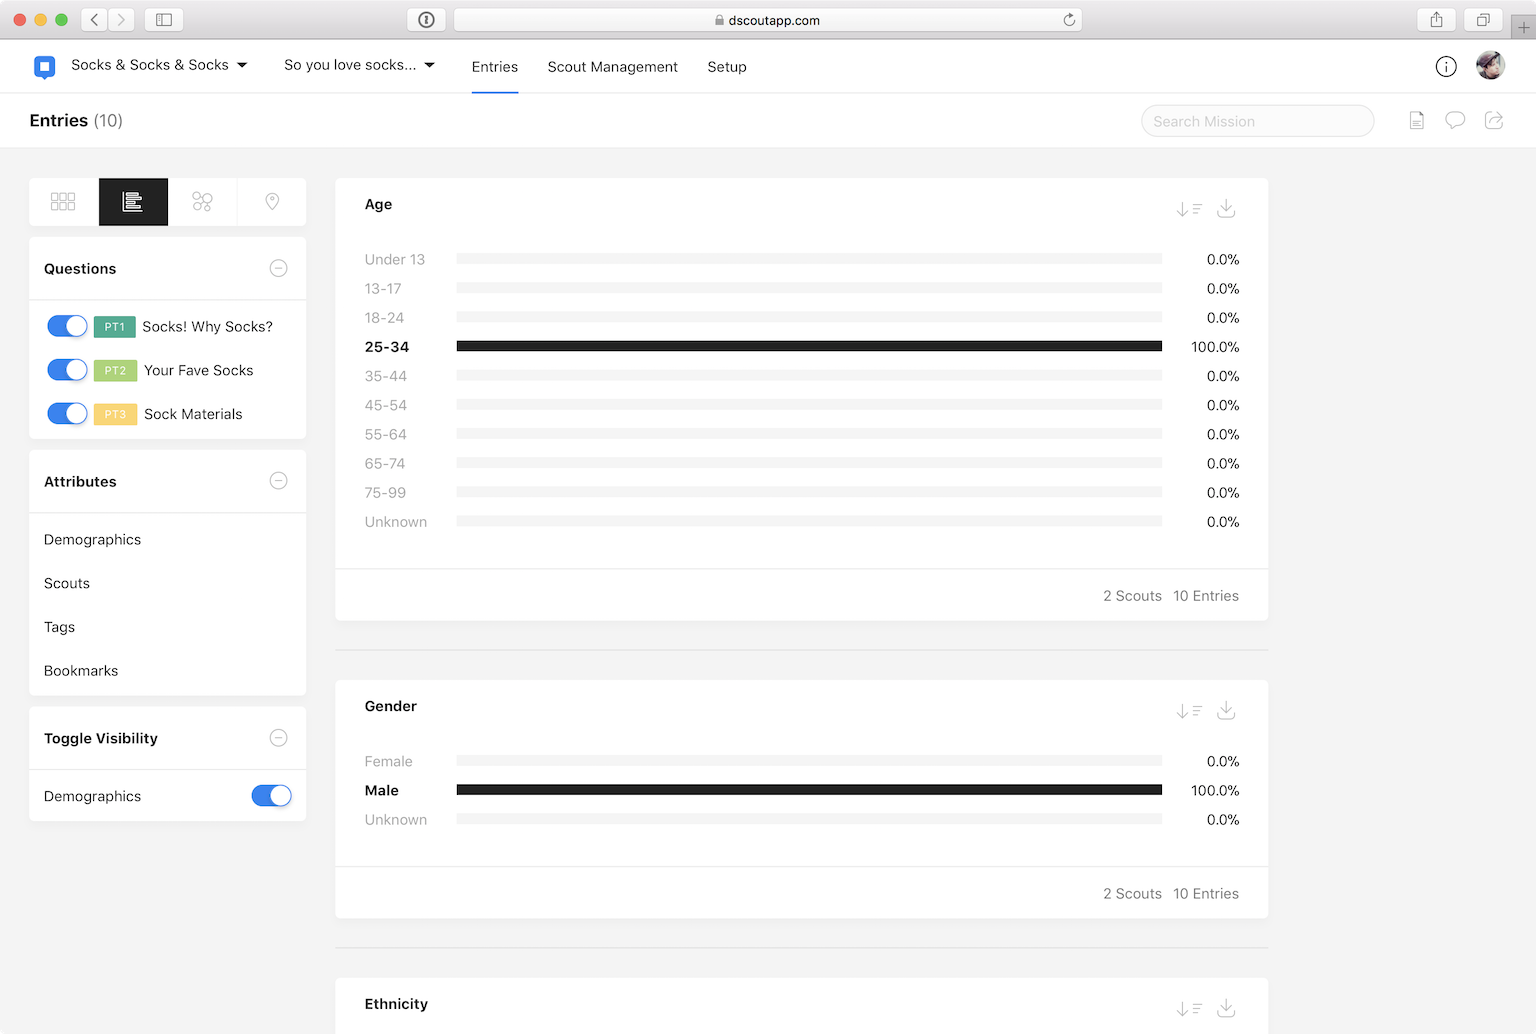 dscoutapp.com
Socks & Socks & Socks
So you love socks...
Entries
Scout Management
Setup
Entries (10)
Search Mission
Questions
PT1 Socks! Why Socks?
PT2 Your Fave Socks
PT3 Sock Materials
Attributes
Demographics
Scouts
Tags
Bookmarks
Toggle Visibility
Demographics
Age
Under 13 0.0%
13-17 0.0%
18-24 0.0%
25-34 100.0%
35-44 0.0%
45-54 0.0%
55-64 0.0%
65-74 0.0%
75-99 0.0%
Unknown 0.0%
2 Scouts 10 Entries
Gender
Female 0.0%
Male 100.0%
Unknown 0.0%
2 Scouts 10 Entries
Ethnicity